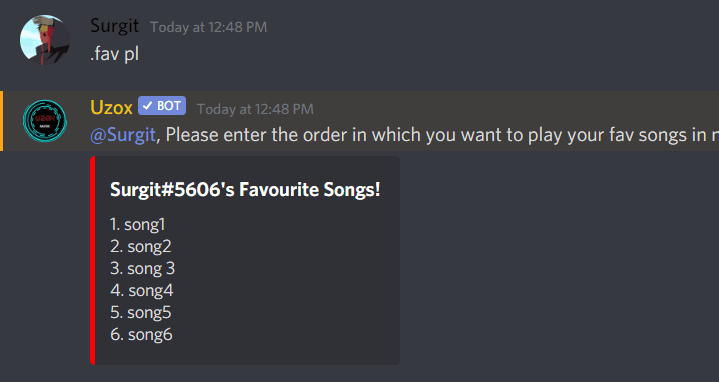 Surgit Today at 12:48 PM
.fav pl
Uzox ✓ BOT Today at 12:48 PM
@Surgit, Please enter the order in which you want to play your fav songs in
Surgit#5606's Favourite Songs!
1. song1
2. song2
3. song 3
4. song4
5. song5
6. song6